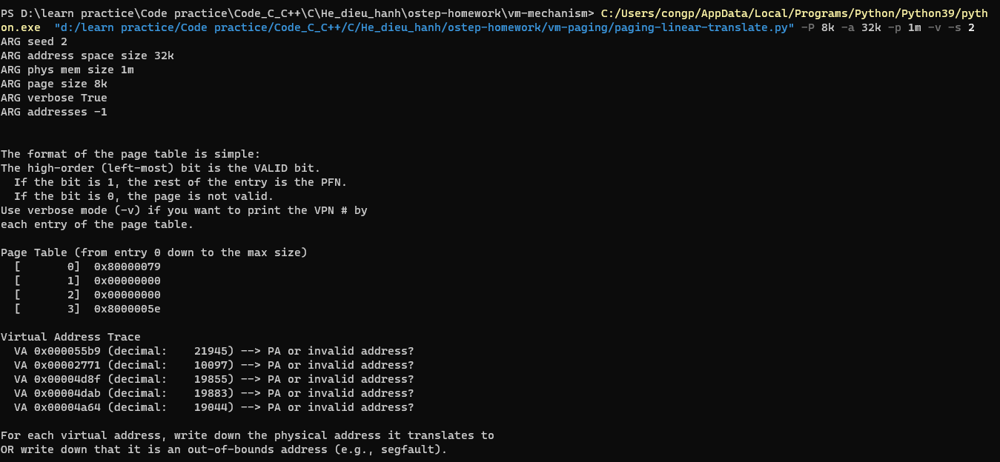 PS D:\learn practice\Code practice\Code_C_C++\C\He_dieu_hanh\ostep-homework\vm-mechanism> C:/Users/congp/AppData/Local/Programs/Python/Python39/pyth
on.exe  "d:/learn practice/Code practice/Code_C_C++/C/He_dieu_hanh/ostep-homework/vm-paging/paging-linear-translate.py" -P 8k -a 32k -p 1m -v -s 2
ARG seed 2
ARG address space size 32k
ARG phys mem size 1m
ARG page size 8k
ARG verbose True
ARG addresses -1
The format of the page table is simple:
The high-order (left-most) bit is the VALID bit.
  If the bit is 1, the rest of the entry is the PFN.
  If the bit is 0, the page is not valid.
Use verbose mode (-v) if you want to print the VPN # by
each entry of the page table.
Page Table (from entry 0 down to the max size)
  [       0]  0x80000079
  [       1]  0x00000000
  [       2]  0x00000000
  [       3]  0x8000005e
Virtual Address Trace
  VA 0x000055b9 (decimal:    21945) --> PA or invalid address?
  VA 0x00002771 (decimal:    10097) --> PA or invalid address?
  VA 0x00004d8f (decimal:    19855) --> PA or invalid address?
  VA 0x00004dab (decimal:    19883) --> PA or invalid address?
  VA 0x00004a64 (decimal:    19044) --> PA or invalid address?
For each virtual address, write down the physical address it translates to
OR write down that it is an out-of-bounds address (e.g., segfault).